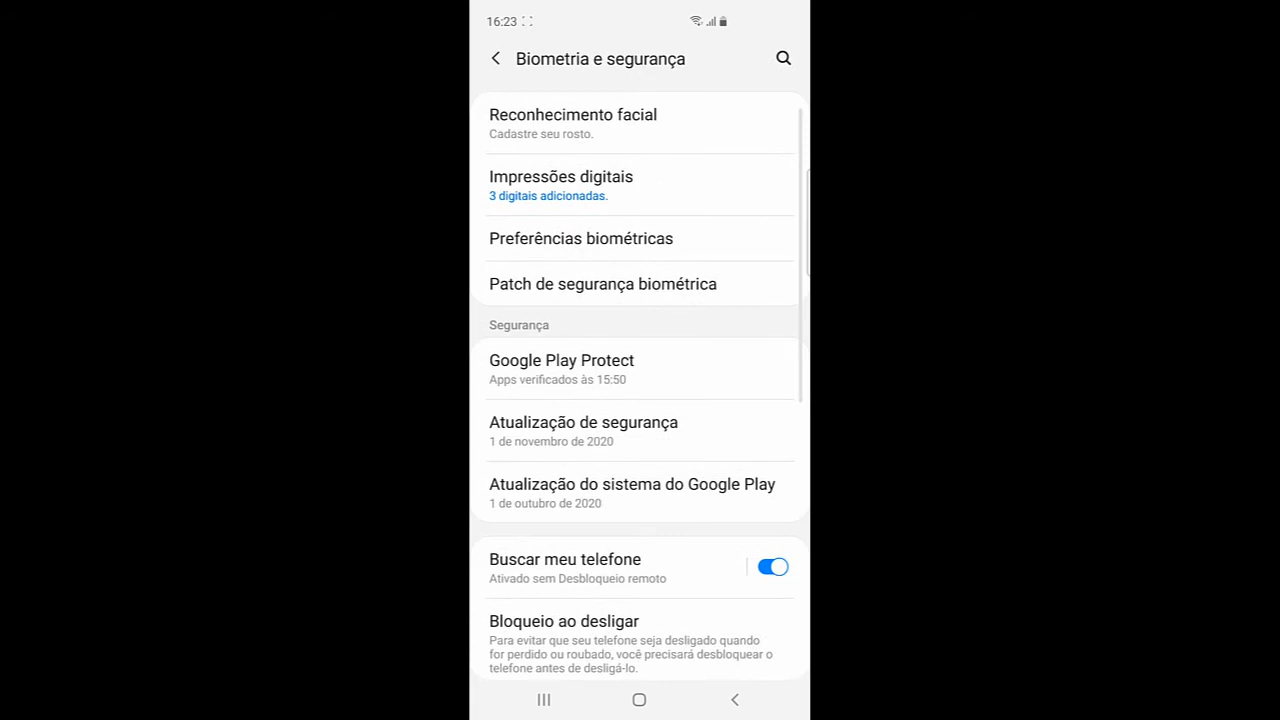 16:23
Biometria e segurança
Reconhecimento facial
Cadastre seu rosto.
Impressões digitais
3 digitais adicionadas.
Preferências biométricas
Patch de segurança biométrica
Segurança
Google Play Protect
Apps verificados às 15:50
Atualização de segurança
1 de novembro de 2020
Atualização do sistema do Google Play
1 de outubro de 2020
Buscar meu telefone
Ativado sem Desbloqueio remoto
Bloqueio ao desligar
Para evitar que seu telefone seja desligado quando
for perdido ou roubado, você precisará desbloquear o
telefone antes de desligá-lo.